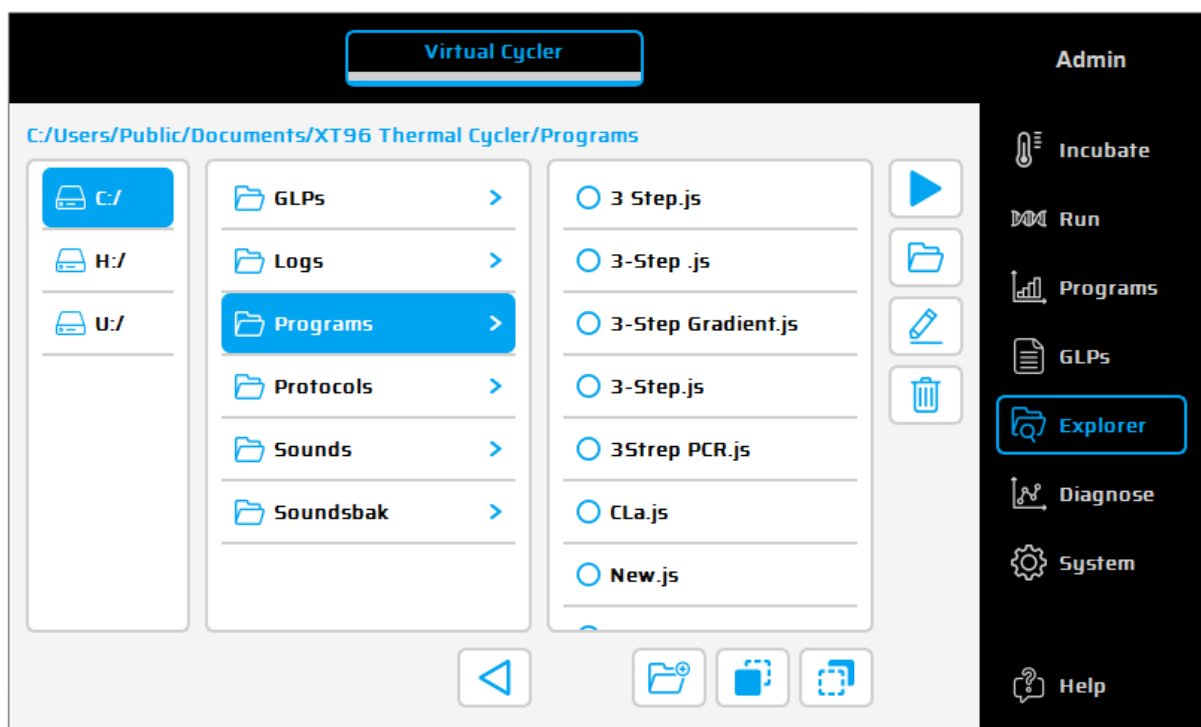 Virtual Cycler
Admin
C:/Users/Public/Documents/XT96 Thermal Cycler/Programs
C:/
H:/
U:/
GLPs
Logs
Programs
Protocols
Sounds
Soundsbak
3 Step.js
3-Step .js
3-Step Gradient.js
3-Step.js
3Strep PCR.js
CLa.js
New.js
Incubate
Run
Programs
GLPs
Explorer
Diagnose
System
Help